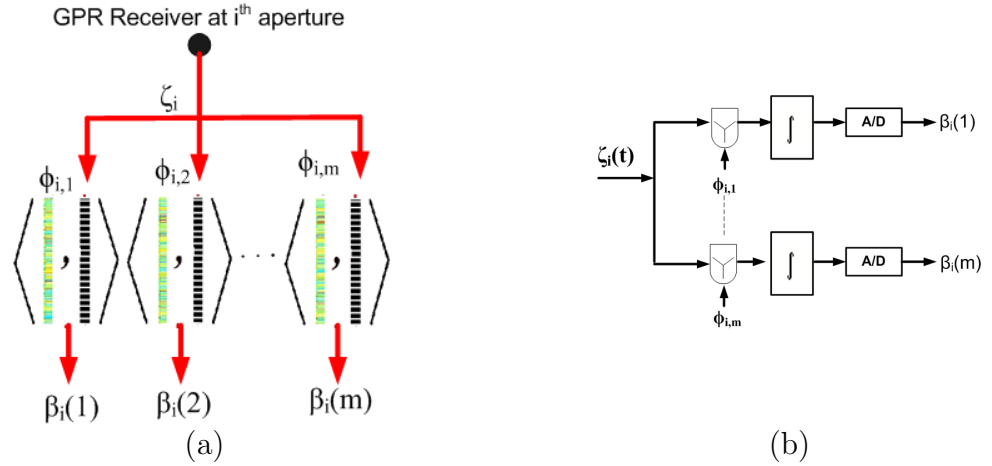 GPR Receiver at iᵗʰ aperture
ζᵢ
ϕᵢ,₁ ϕᵢ,₂ ϕᵢ,ₘ
, , · · · ,
βᵢ(1) βᵢ(2) βᵢ(m)
(a)
ζᵢ(t)
∫ A/D βᵢ(1)
ϕᵢ,₁
∫ A/D βᵢ(m)
ϕᵢ,ₘ
(b)